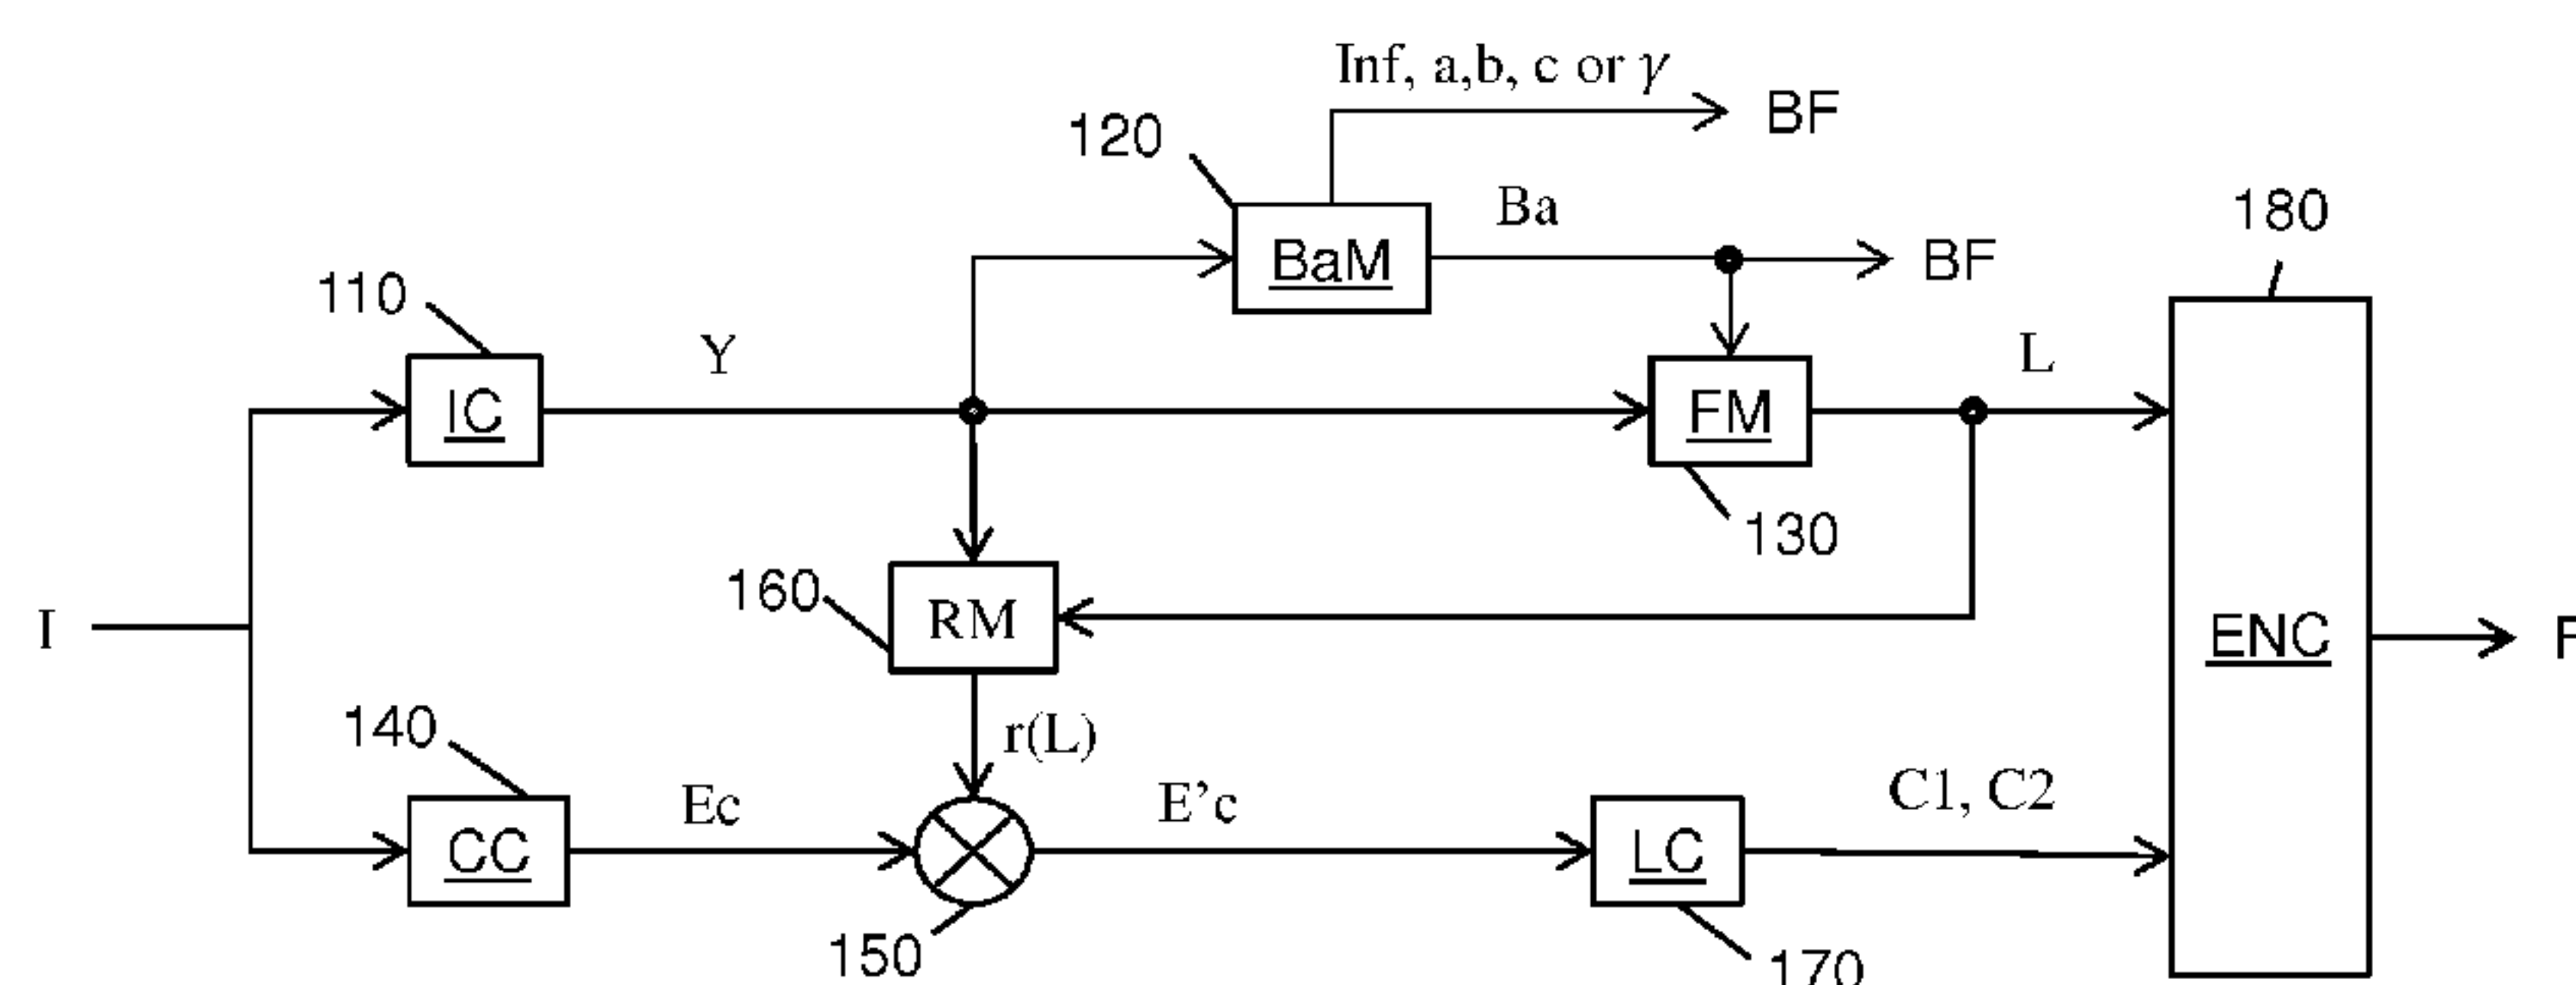 Inf, a,b, c or γ
BF
120
Ba
180
BaM
BF
110
Y
L
IC
FM
130
160
RM
I
ENC
r(L)
140
Ec
E'c
C1, C2
CC
LC
150
170